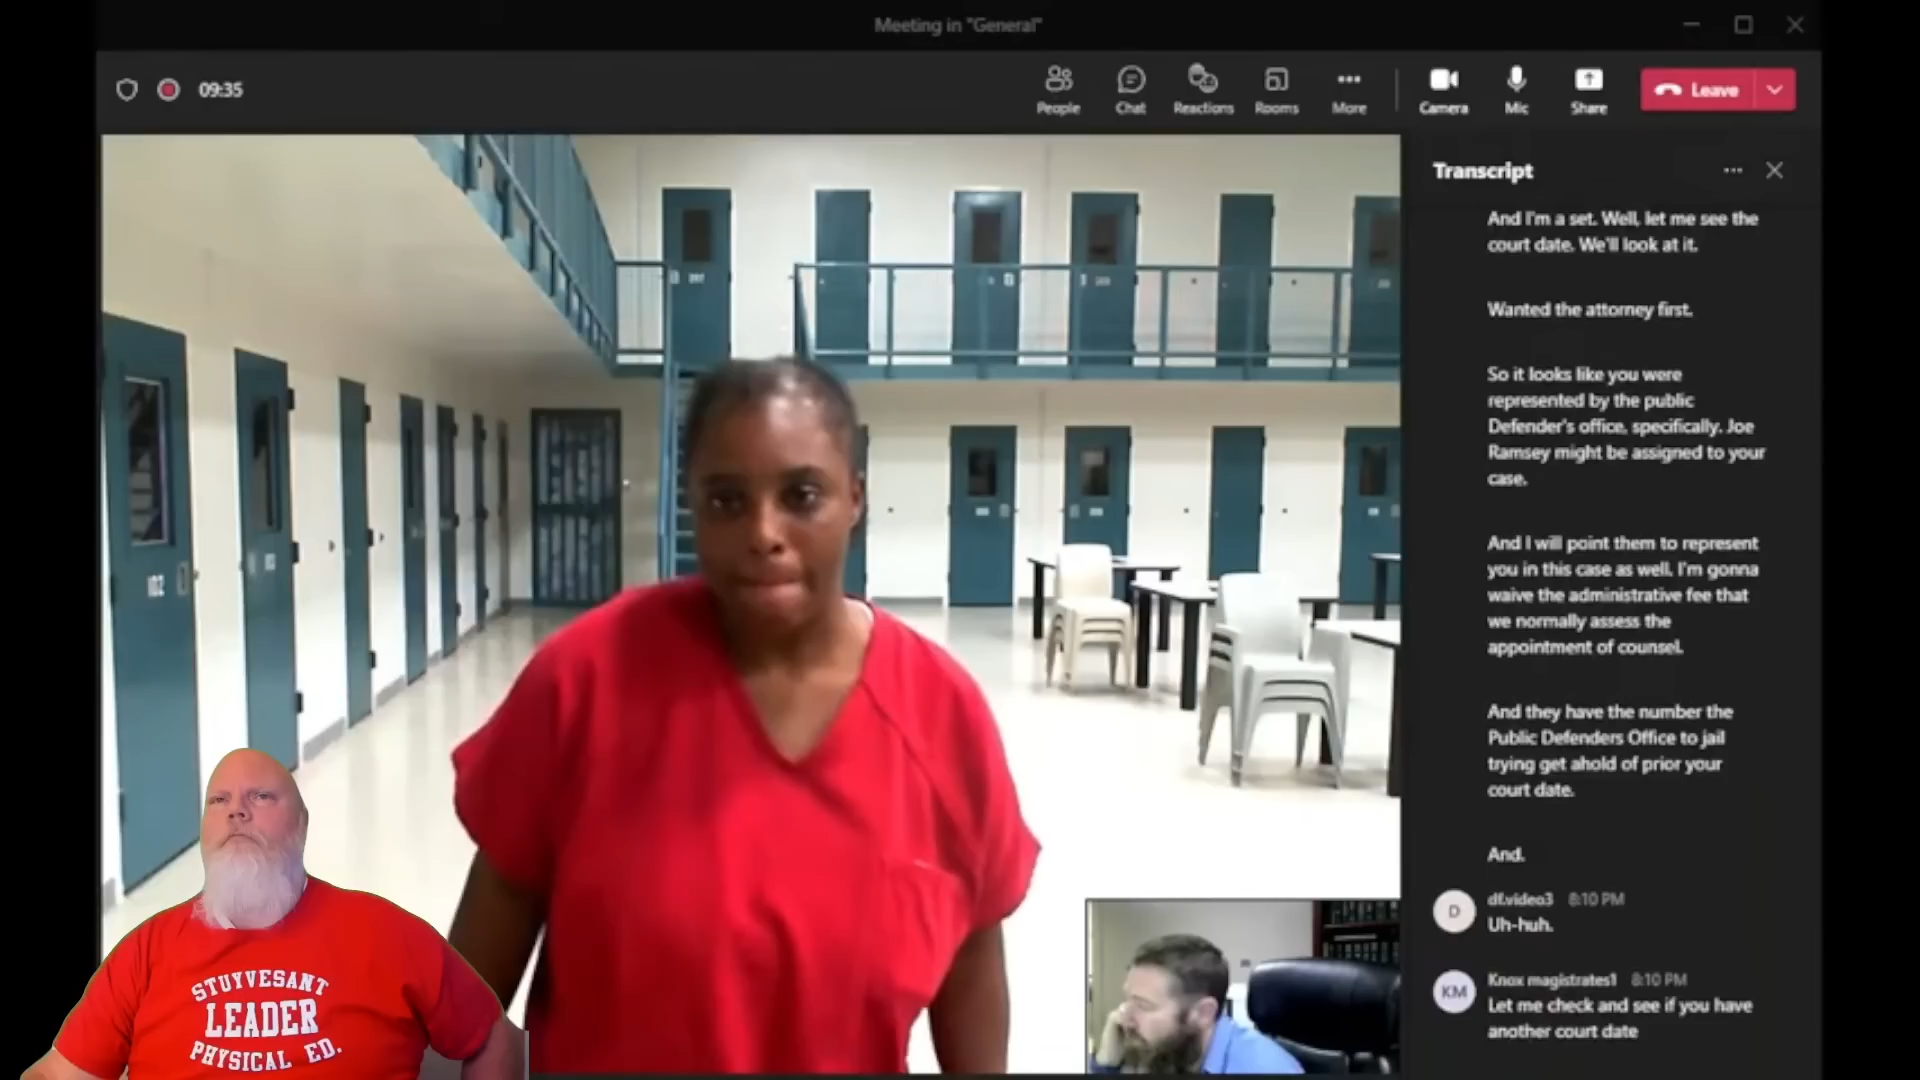 Meeting in "General"
09:35
People
Chat
Reactions
Rooms
More
Camera
Mic
Share
Leave
Transcript
And I'm a set. Well, let me see the
court date. We'll look at it.
Wanted the attorney first.
So it looks like you were
represented by the public
Defender's office, specifically. Joe
Ramsey might be assigned to your
case.
And I will point them to represent
you in this case as well. I'm gonna
waive the administrative fee that
we normally assess the
appointment of counsel.
And they have the number the
Public Defenders Office to jail
trying get ahold of prior your
court date.
And.
D
df.video3 8:10 PM
Uh-huh.
KM
Knox magistrates1 8:10 PM
Let me check and see if you have
another court date
102
STUYVESANT
LEADER
PHYSICAL ED.